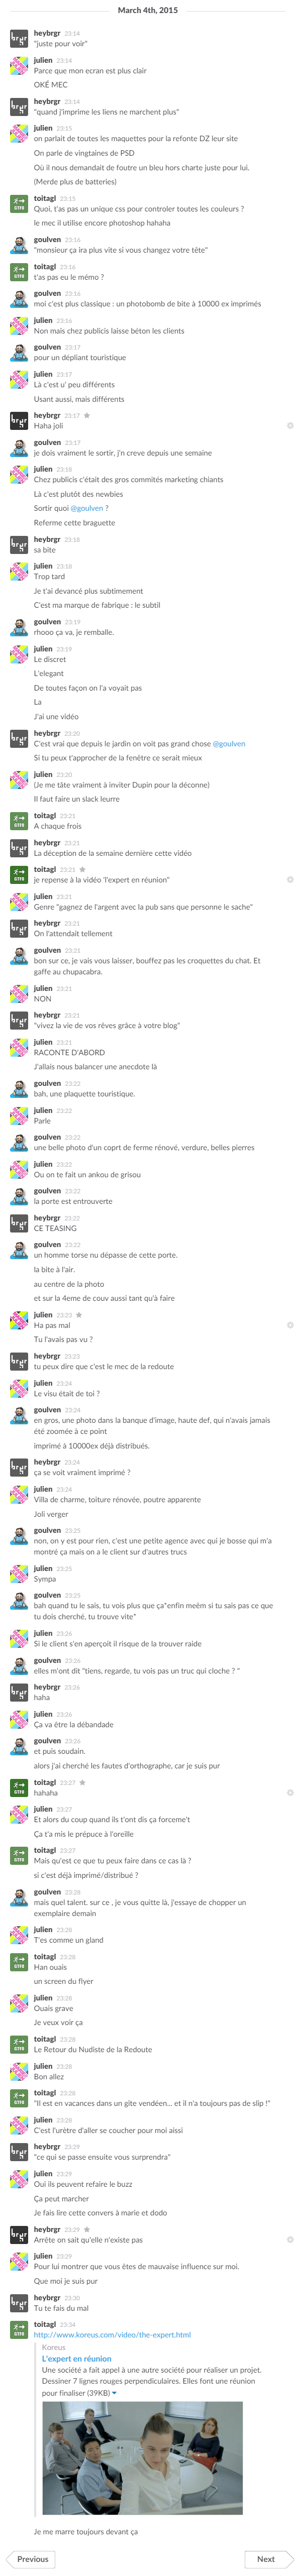 March 4th, 2015
heybrgr 23:14
"juste pour voir"
julien 23:14
Parce que mon ecran est plus clair
OKÉ MEC
heybrgr 23:14
"quand j'imprime les liens ne marchent plus"
julien 23:15
on parlait de toutes les maquettes pour la refonte DZ leur site
On parle de vingtaines de PSD
Où il nous demandait de foutre un bleu hors charte juste pour lui.
(Merde plus de batteries)
toitagl 23:15
Quoi, t'as pas un unique css pour controler toutes les couleurs ?
le mec il utilise encore photoshop hahaha
goulven 23:16
"monsieur ça ira plus vite si vous changez votre tête"
toitagl 23:16
t'as pas eu le mémo ?
goulven 23:16
moi c'est plus classique : un photobomb de bite à 10000 ex imprimés
julien 23:16
Non mais chez publicis laisse béton les clients
goulven 23:17
pour un dépliant touristique
julien 23:17
Là c'est u' peu différents
Usant aussi, mais différents
heybrgr 23:17
Haha joli
goulven 23:17
je dois vraiment le sortir, j'n creve depuis une semaine
julien 23:18
Chez publicis c'était des gros commités marketing chiants
Là c'est plutôt des newbies
Sortir quoi @goulven ?
Referme cette braguette
heybrgr 23:18
sa bite
julien 23:18
Trop tard
Je t'ai devancé plus subtimement
C'est ma marque de fabrique : le subtil
goulven 23:19
rhooo ça va, je remballe.
julien 23:19
Le discret
L'elegant
De toutes façon on l'a voyait pas
La
J'ai une vidéo
heybrgr 23:20
C'est vrai que depuis le jardin on voit pas grand chose @goulven
Si tu peux t'approcher de la fenêtre ce serait mieux
julien 23:20
(Je me tâte vraiment à inviter Dupin pour la déconne)
Il faut faire un slack leurre
toitagl 23:21
A chaque frois
heybrgr 23:21
La déception de la semaine dernière cette vidéo
toitagl 23:21
je repense à la vidéo 'l'expert en réunion"
julien 23:21
Genre "gagnez de l'argent avec la pub sans que personne le sache"
heybrgr 23:21
On l'attendait tellement
goulven 23:21
bon sur ce, je vais vous laisser, bouffez pas les croquettes du chat. Et
gaffe au chupacabra.
julien 23:21
NON
heybrgr 23:21
"vivez la vie de vos rêves grâce à votre blog"
julien 23:21
RACONTE D'ABORD
J'allais nous balancer une anecdote là
goulven 23:22
bah, une plaquette touristique.
julien 23:22
Parle
goulven 23:22
une belle photo d'un coprt de ferme rénové, verdure, belles pierres
julien 23:22
Ou on te fait un ankou de grisou
goulven 23:22
la porte est entrouverte
heybrgr 23:22
CE TEASING
goulven 23:22
un homme torse nu dépasse de cette porte.
la bite à l'air.
au centre de la photo
et sur la 4eme de couv aussi tant qu'à faire
julien 23:23
Ha pas mal
Tu l'avais pas vu ?
heybrgr 23:23
tu peux dire que c'est le mec de la redoute
julien 23:24
Le visu était de toi ?
goulven 23:24
en gros, une photo dans la banque d'image, haute def, qui n'avais jamais
été zoomée à ce point
imprimé à 10000ex déjà distribués.
heybrgr 23:24
ça se voit vraiment imprimé ?
julien 23:24
Villa de charme, toiture rénovée, poutre apparente
Joli verger
goulven 23:25
non, on y est pour rien, c'est une petite agence avec qui je bosse qui m'a
montré ça mais on a le client sur d'autres trucs
julien 23:25
Sympa
goulven 23:25
bah quand tu le sais, tu vois plus que ça*enfin meêm si tu sais pas ce que
tu dois cherché, tu trouve vite*
julien 23:26
Si le client s'en aperçoit il risque de la trouver raide
goulven 23:26
elles m'ont dit "tiens, regarde, tu vois pas un truc qui cloche ? "
heybrgr 23:26
haha
julien 23:26
Ça va être la débandade
goulven 23:26
et puis soudain.
alors j'ai cherché les fautes d'orthographe, car je suis pur
toitagl 23:27
hahaha
julien 23:27
Et alors du coup quand ils t'ont dis ça forceme't
Ça t'a mis le prépuce à l'oreille
toitagl 23:27
Mais qu'est ce que tu peux faire dans ce cas là ?
si c'est déjà imprimé/distribué ?
goulven 23:28
mais quel talent. sur ce , je vous quitte là, j'essaye de chopper un
exemplaire demain
julien 23:28
T'es comme un gland
toitagl 23:28
Han ouais
un screen du flyer
julien 23:28
Ouais grave
Je veux voir ça
toitagl 23:28
Le Retour du Nudiste de la Redoute
julien 23:28
Bon allez
toitagl 23:28
"Il est en vacances dans un gîte vendéen... et il n'a toujours pas de slip !"
julien 23:28
C'est l'urètre d'aller se coucher pour moi aissi
heybrgr 23:29
"ce qui se passe ensuite vous surprendra"
julien 23:29
Oui ils peuvent refaire le buzz
Ça peut marcher
Je fais lire cette convers à marie et dodo
heybrgr 23:29
Arrête on sait qu'elle n'existe pas
julien 23:29
Pour lui montrer que vous êtes de mauvaise influence sur moi.
Que moi je suis pur
heybrgr 23:30
Tu te fais du mal
toitagl 23:34
http://www.koreus.com/video/the-expert.html
Koreus
L'expert en réunion
Une société a fait appel à une autre société pour réaliser un projet.
Dessiner 7 lignes rouges perpendiculaires. Elles font une réunion
pour finaliser (39KB)
Je me marre toujours devant ça
Previous
Next